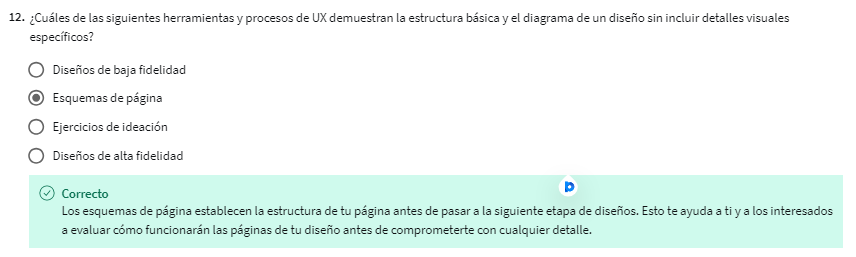 12. ¿Cuáles de las siguientes herramientas y procesos de UX demuestran la estructura básica y el diagrama de un diseño sin incluir detalles visuales
específicos?
Diseños de baja fidelidad
Esquemas de página
Ejercicios de ideación
Diseños de alta fidelidad
Correcto
Los esquemas de página establecen la estructura de tu página antes de pasar a la siguiente etapa de diseños. Esto te ayuda a ti y a los interesados
a evaluar cómo funcionarán las páginas de tu diseño antes de comprometerte con cualquier detalle.